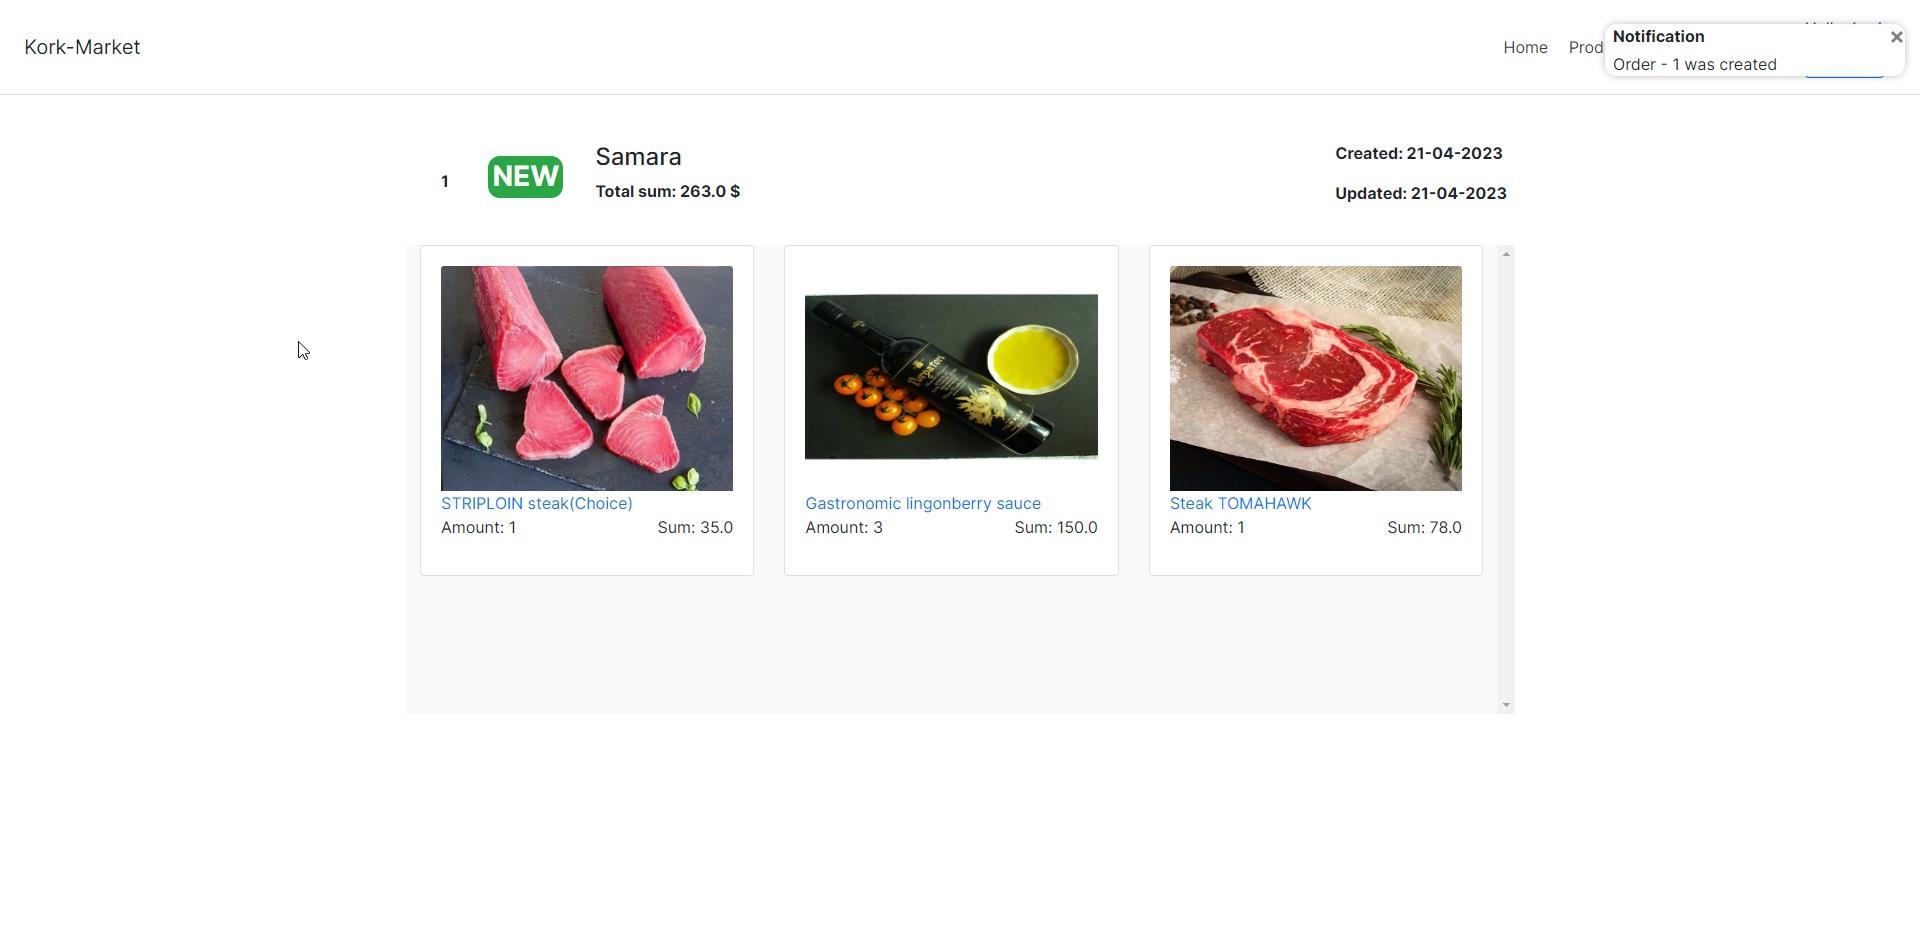 Kork-Market
Home
Prod
Notification
Order - 1 was created
1
NEW
Samara
Total sum: 263.0 $
Created: 21-04-2023
Updated: 21-04-2023
STRIPLOIN steak(Choice)
Amount: 1 Sum: 35.0
Gastronomic lingonberry sauce
Amount: 3 Sum: 150.0
Steak TOMAHAWK
Amount: 1 Sum: 78.0